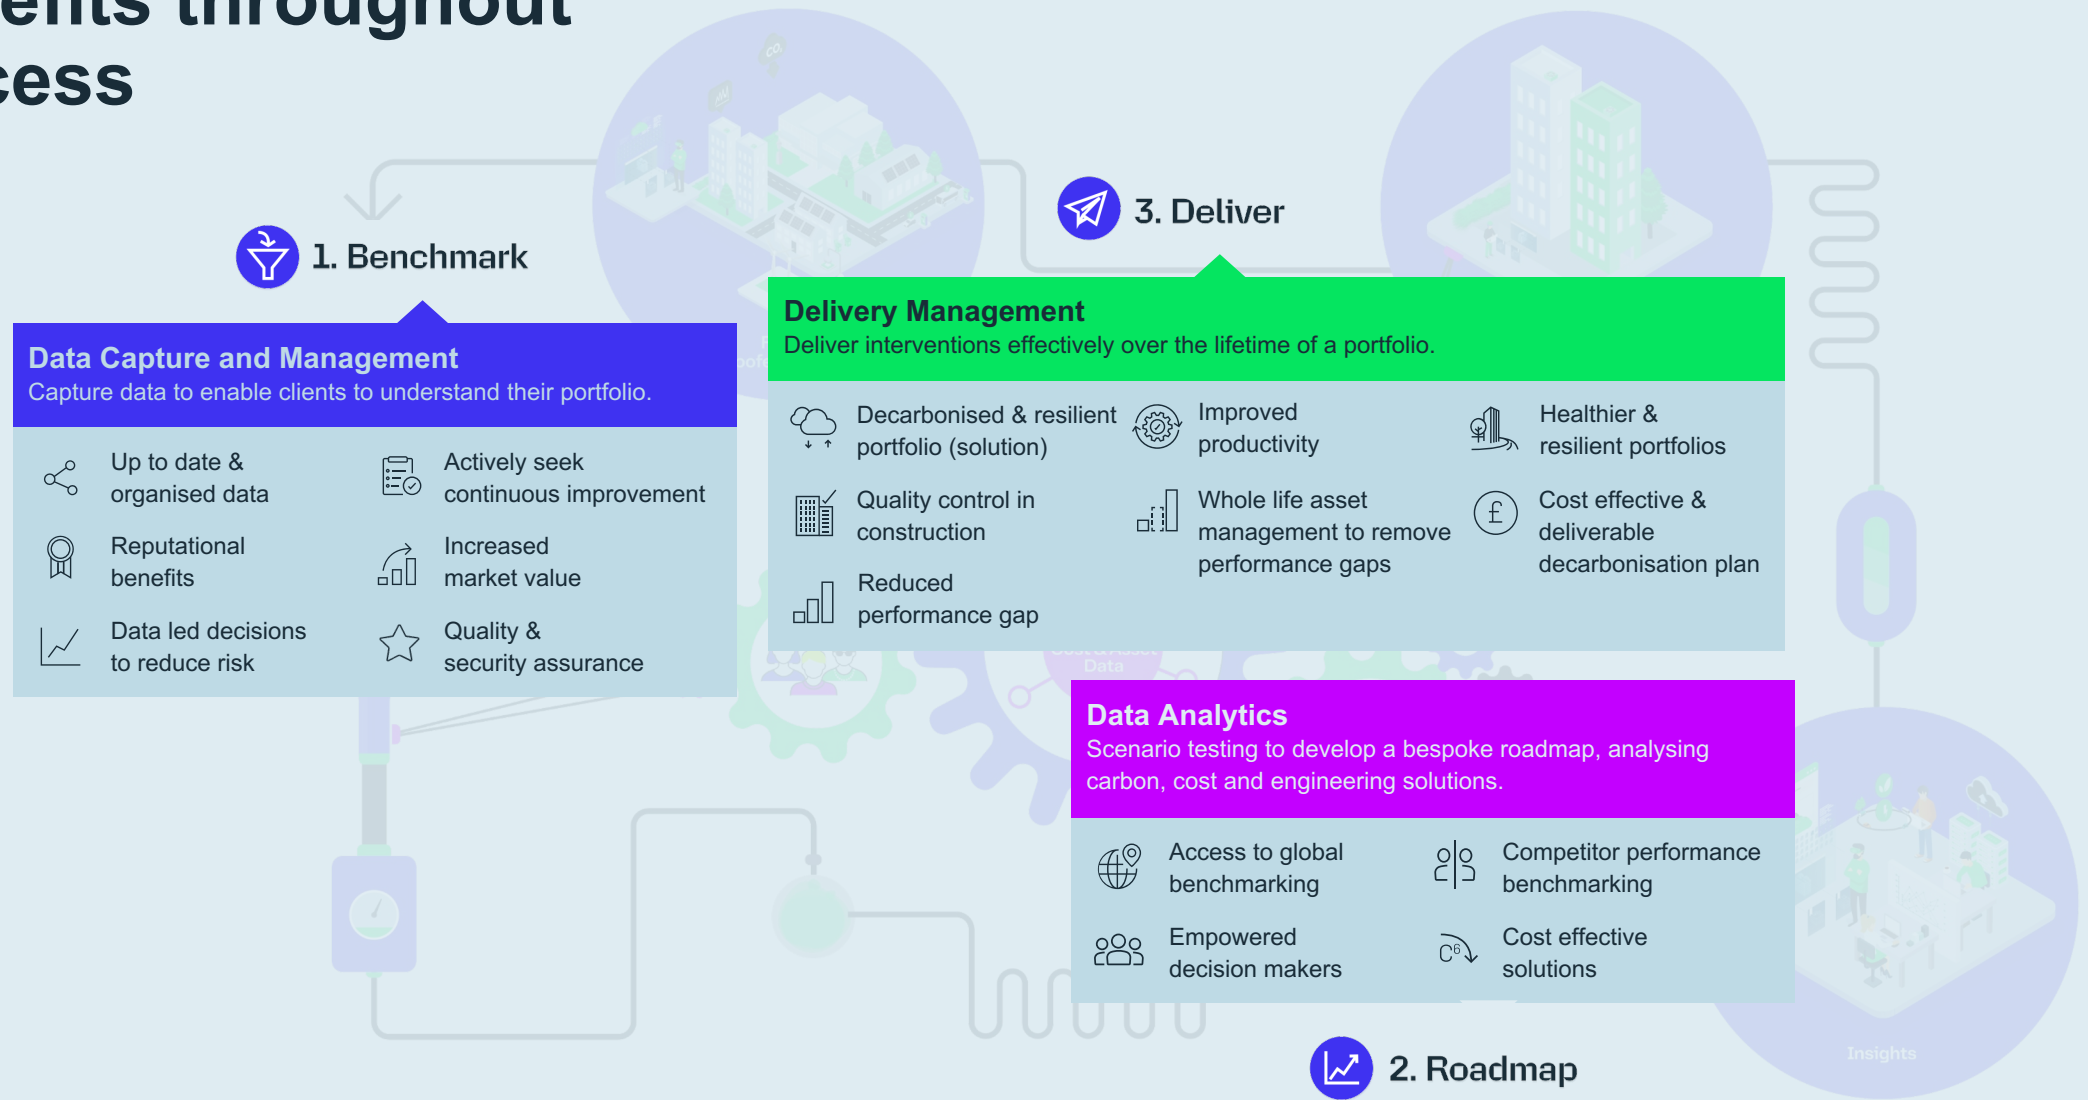 efits throughout
cess
1. Benchmark
Data Capture and Management
Capture data to enable clients to understand their portfolio.
Up to date &
organised data
Actively seek
continuous improvement
Reputational
benefits
Increased
market value
Data led decisions
to reduce risk
Quality &
security assurance
3. Deliver
Delivery Management
Deliver interventions effectively over the lifetime of a portfolio.
Decarbonised & resilient
portfolio (solution)
Improved
productivity
Healthier &
resilient portfolios
Quality control in
construction
Whole life asset
management to remove
performance gaps
Cost effective &
deliverable
decarbonisation plan
Reduced
performance gap
Data
Data Analytics
Scenario testing to develop a bespoke roadmap, analysing
carbon, cost and engineering solutions.
Access to global
benchmarking
Competitor performance
benchmarking
Empowered
decision makers
C⁶
Cost effective
solutions
2. Roadmap
Insights